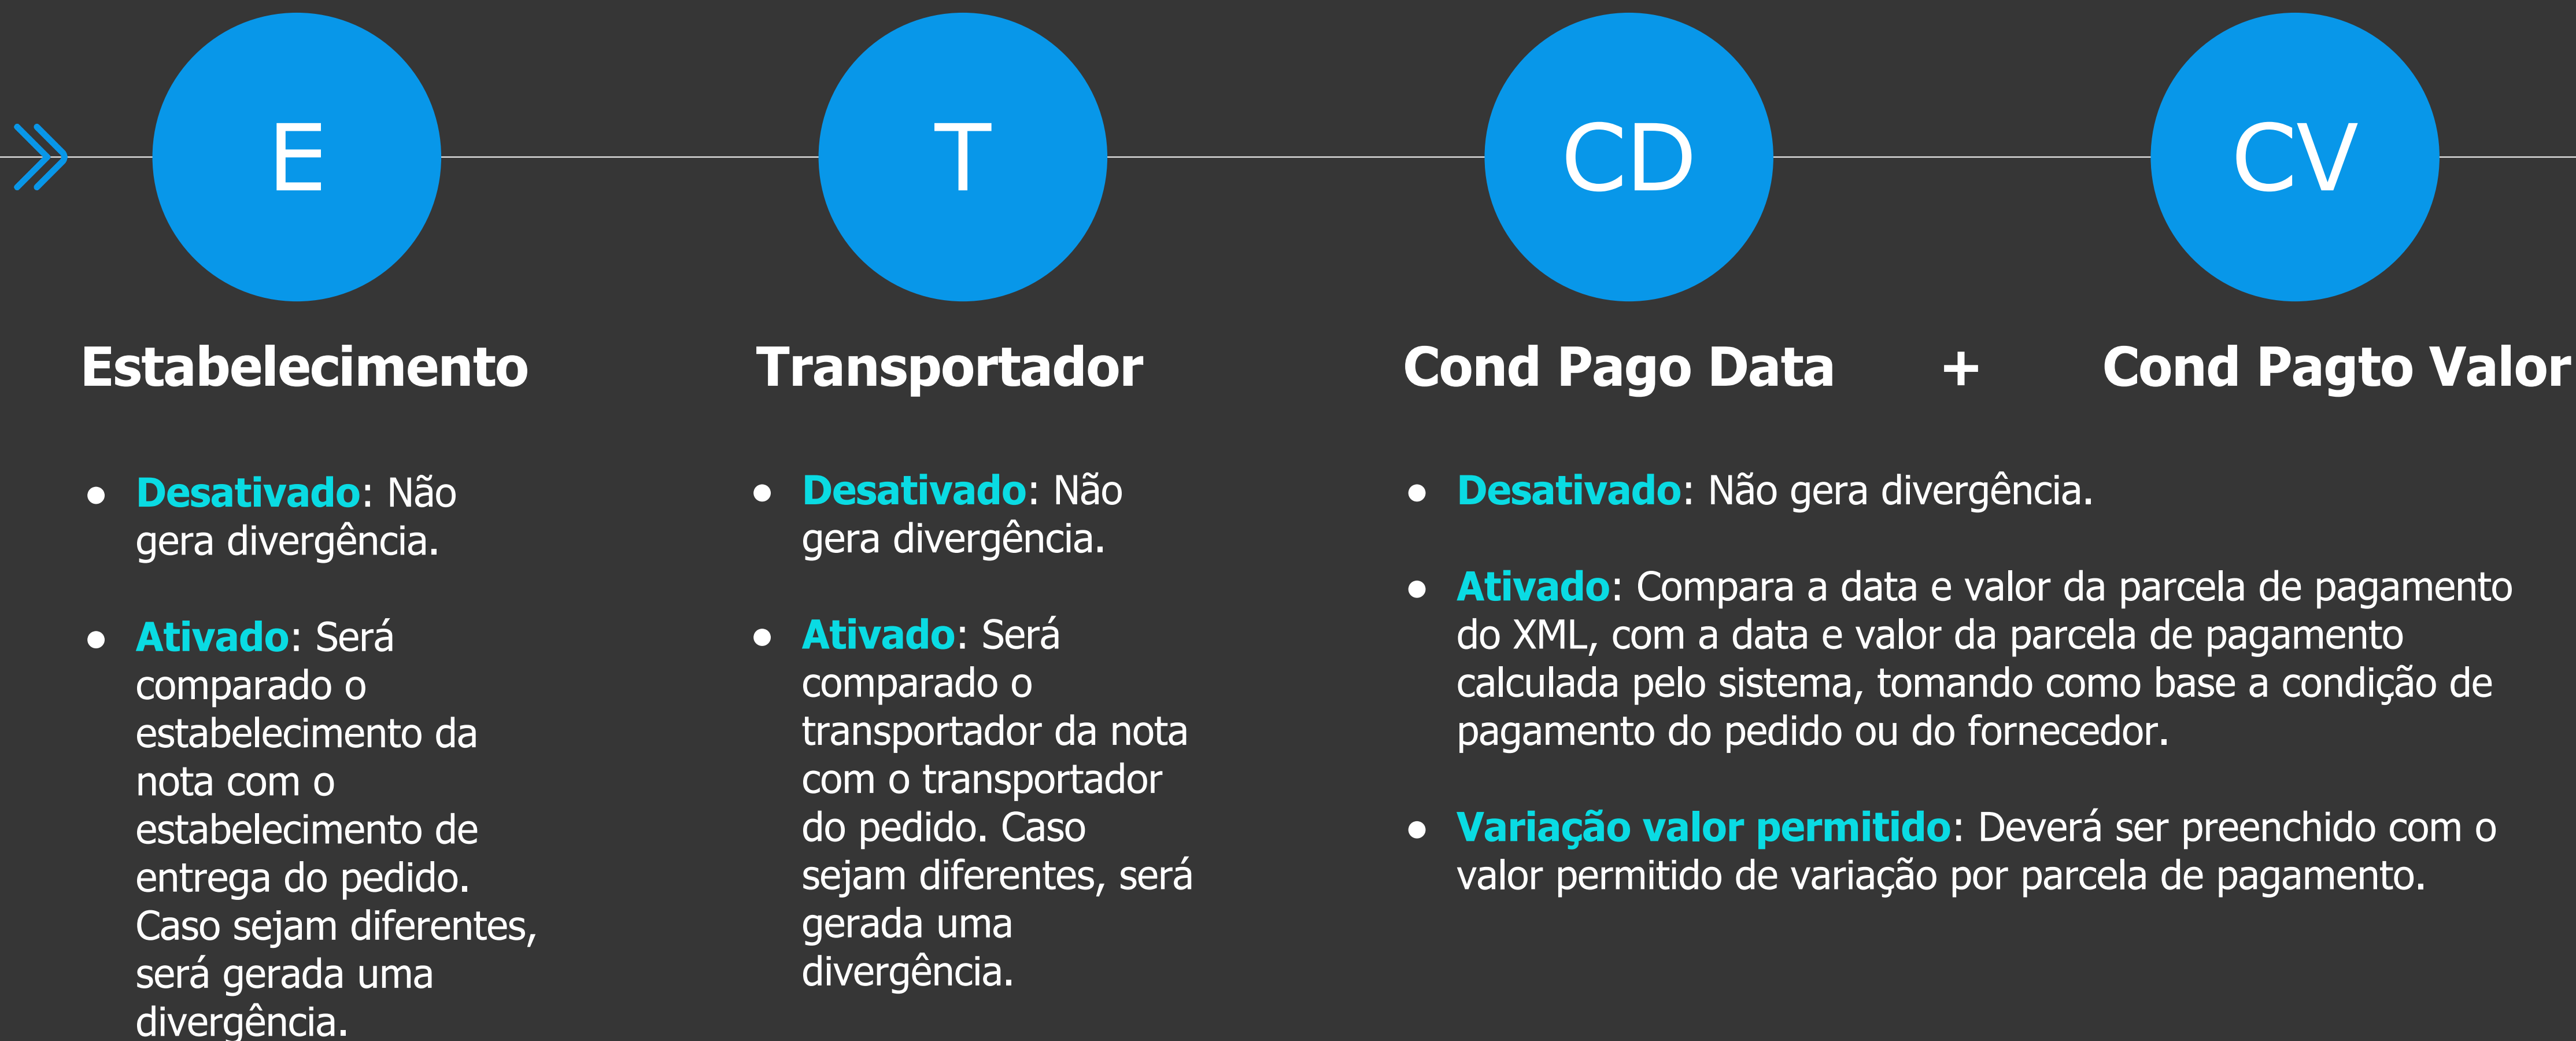 E
T
CD
CV
Estabelecimento
Transportador
Cond Pago Data + Cond Pagto Valor
● Desativado: Não
gera divergência.
● Ativado: Será
comparado o
estabelecimento da
nota com o
estabelecimento de
entrega do pedido.
Caso sejam diferentes,
será gerada uma
divergência.
● Desativado: Não
gera divergência.
● Ativado: Será
comparado o
transportador da nota
com o transportador
do pedido. Caso
sejam diferentes, será
gerada uma
divergência.
● Desativado: Não gera divergência.
● Ativado: Compara a data e valor da parcela de pagamento
do XML, com a data e valor da parcela de pagamento
calculada pelo sistema, tomando como base a condição de
pagamento do pedido ou do fornecedor.
● Variação valor permitido: Deverá ser preenchido com o
valor permitido de variação por parcela de pagamento.